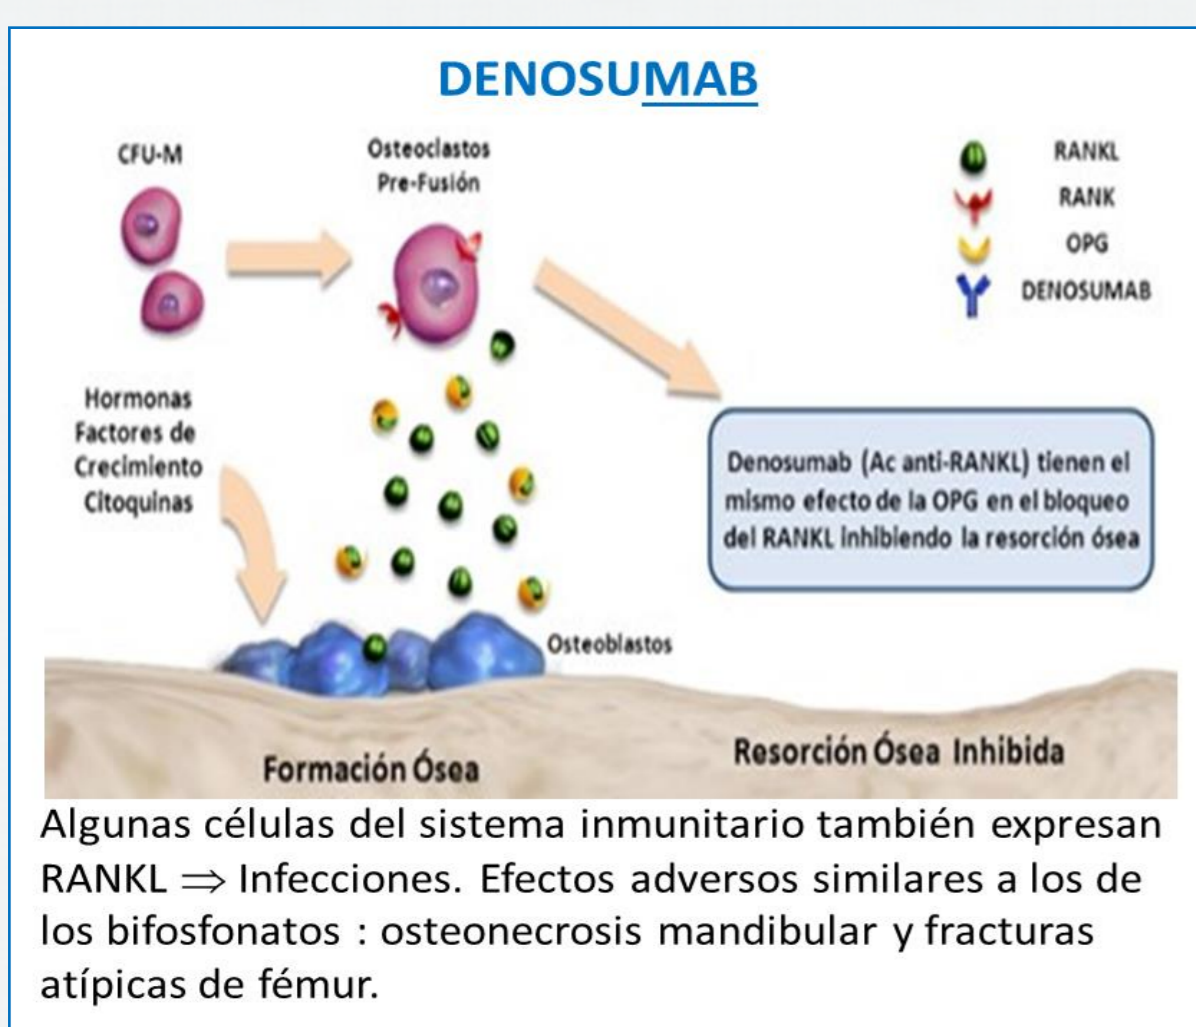 DENOSUMAB
CFU-M
Osteoclastos
Pre-Fusión
RANKL
RANK
OPG
DENOSUMAB
Hormonas
Factores de
Crecimiento
Citoquinas
Denosumab (Ac anti-RANKL) tienen el
mismo efecto de la OPG en el bloqueo
del RANKL inhibiendo la resorción ósea
Osteoblastos
Formación Ósea
Resorción Ósea Inhibida
Algunas células del sistema inmunitario también expresan
RANKL ⇒ Infecciones. Efectos adversos similares a los de
los bifosfonatos : osteonecrosis mandibular y fracturas
atípicas de fémur.